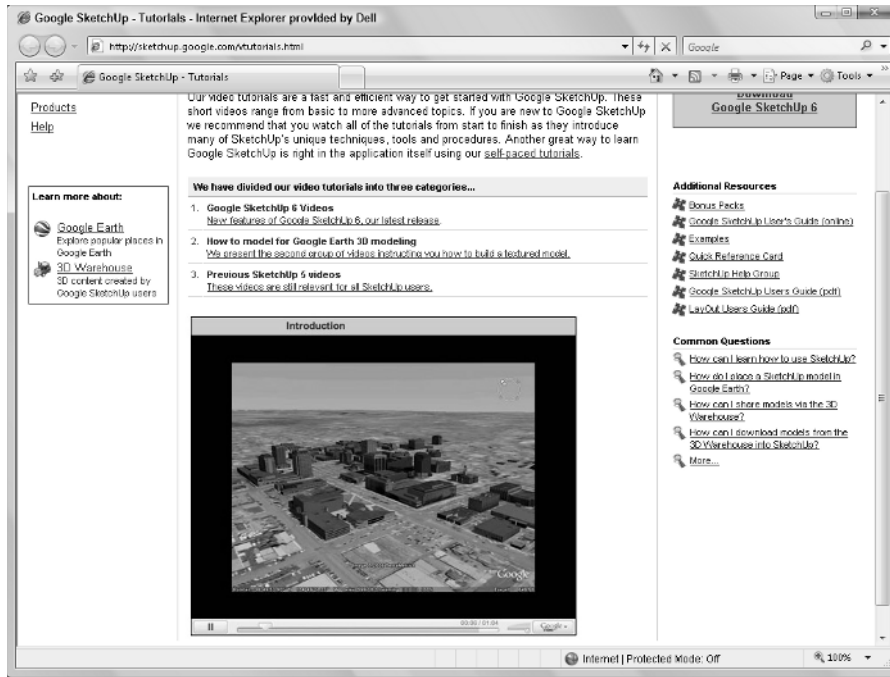 Google SketchUp - Tutorials - Internet Explorer provided by Dell
http://sketchup.google.com/vtutorials.html
Google
Google SketchUp - Tutorials
Page
Tools
Products
Help
Our video tutorials are a fast and efficient way to get started with Google SketchUp. These
short videos range from basic to more advanced topics. If you are new to Google SketchUp
we recommend that you watch all of the tutorials from start to finish as they introduce
many of SketchUp's unique techniques, tools and procedures. Another great way to learn
Google SketchUp is right in the application itself using our self-paced tutorials.
Download
Google SketchUp 6
Learn more about:
Google Earth
Explore popular places in
Google Earth
3D Warehouse
3D content created by
Google SketchUp users
We have divided our video tutorials into three categories...
1. Google SketchUp 6 Videos
New features of Google SketchUp 6, our latest release.
2. How to model for Google Earth 3D modeling
We present the second group of videos instructing you how to build a textured model.
3. Previous SketchUp 5 videos
These videos are still relevant for all SketchUp users.
Introduction
Google
00:00 / 01:04
Google
Additional Resources
Bonus Packs
Google SketchUp User's Guide (online)
Examples
Quick Reference Card
SketchUp Help Group
Google SketchUp Users Guide (pdf)
LayOut Users Guide (pdf)
Common Questions
How can I learn how to use SketchUp?
How do I place a SketchUp model in
Google Earth?
How can I share models via the 3D
Warehouse?
How can I download models from the
3D Warehouse into SketchUp?
More...
Internet | Protected Mode: Off
100%